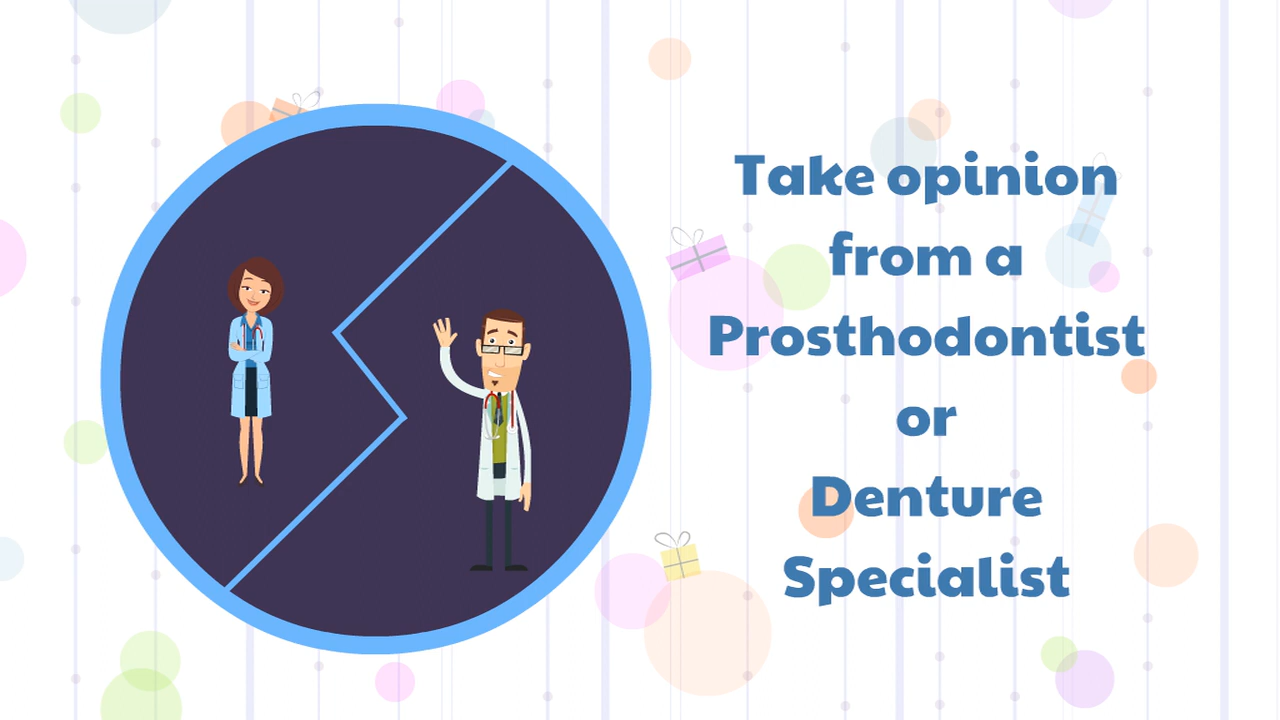 Take opinion
from a
Prosthodontist
or
Denture
Specialist